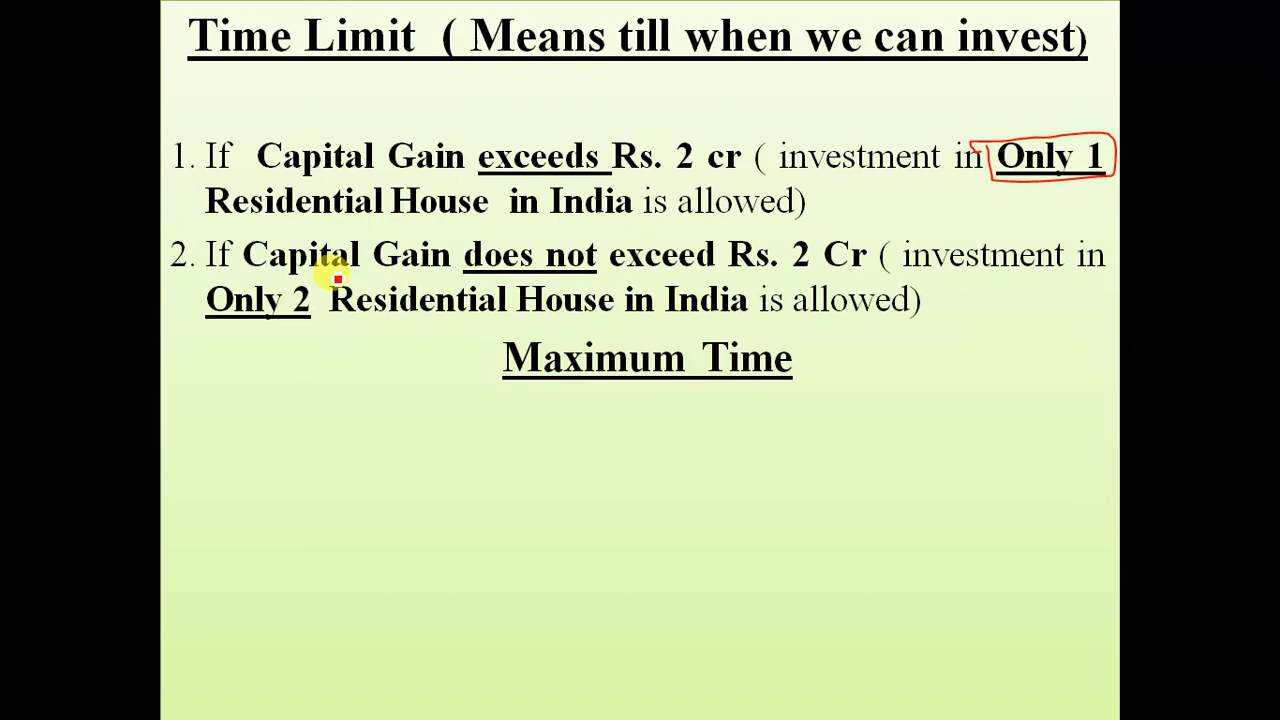 Time Limit ( Means till when we can invest)
1. If Capital Gain exceeds Rs. 2 cr ( investment in Only 1
Residential House in India is allowed)
2. If Capital Gain does not exceed Rs. 2 Cr ( investment in
Only 2 Residential House in India is allowed)
Maximum Time